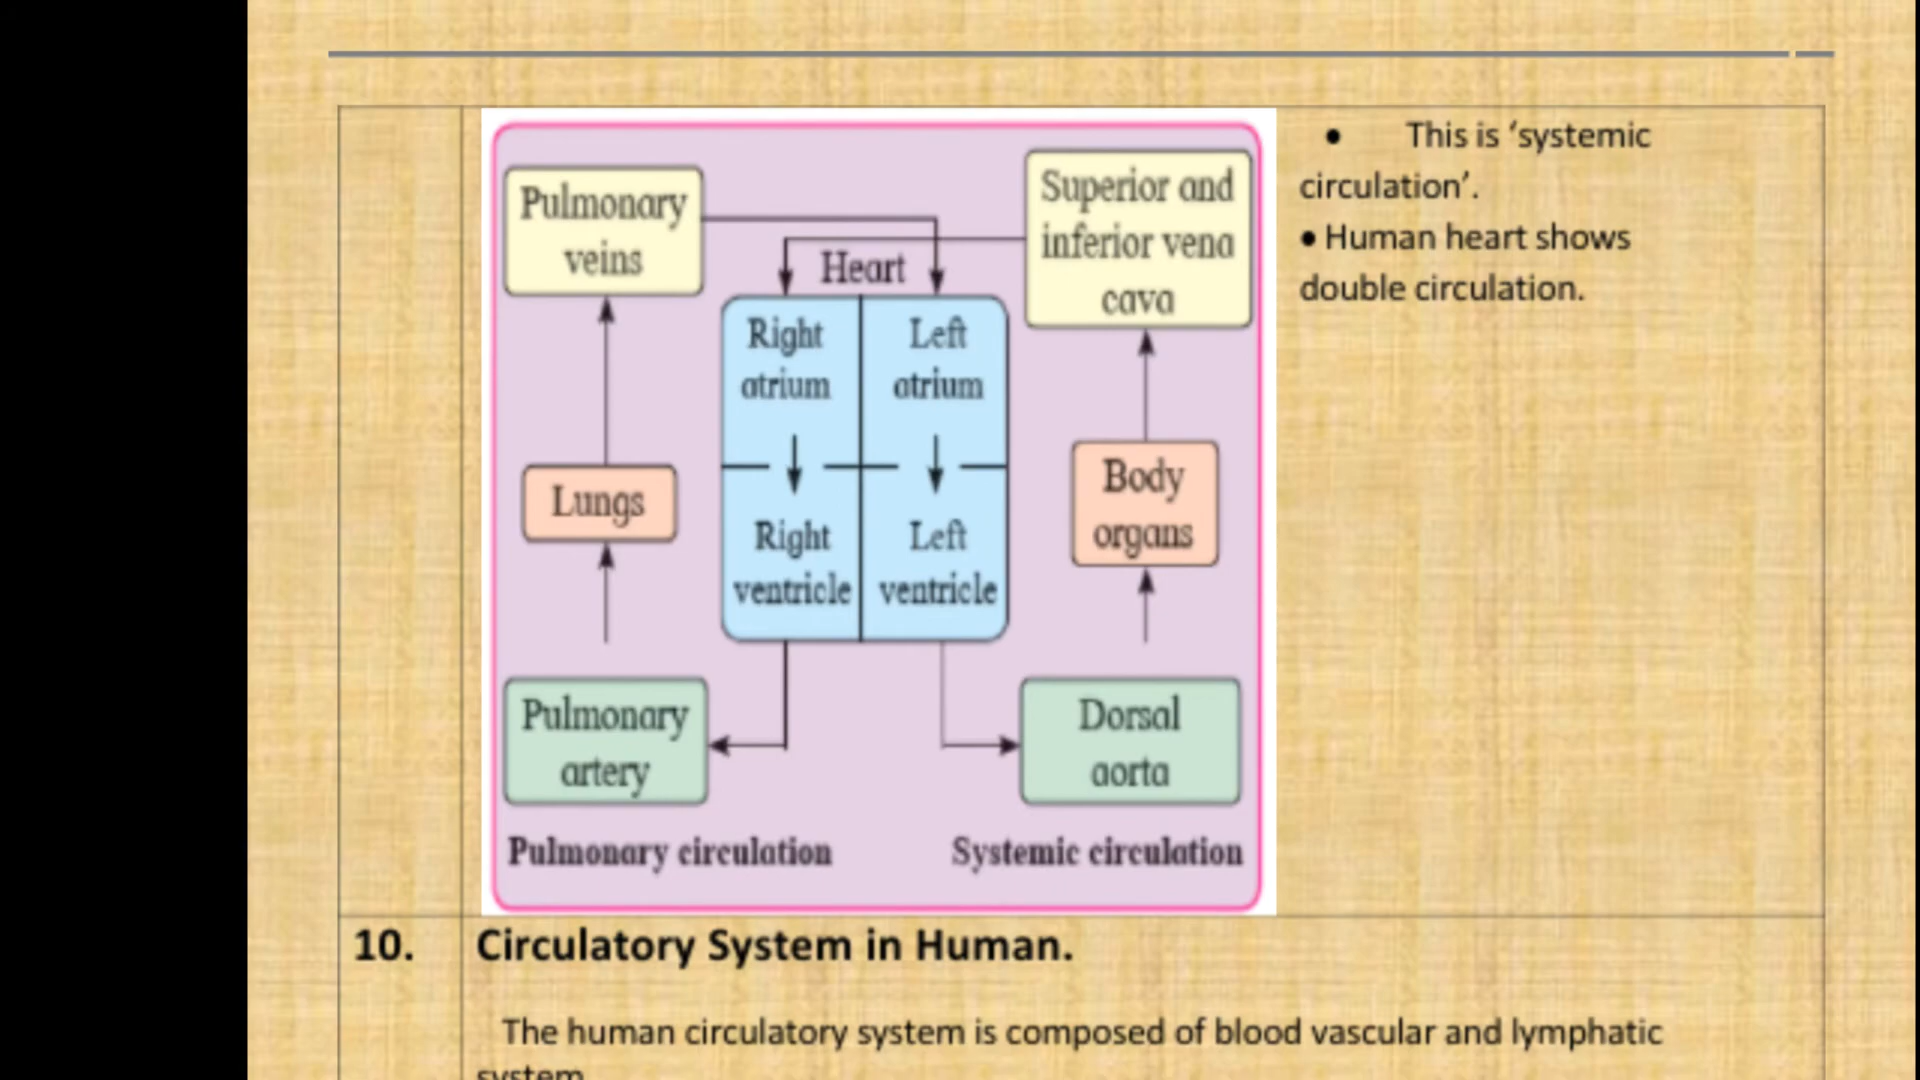 Pulmonary
veins
Superior and
inferior vena
cava
Heart
Right
atrium
Left
atrium
Lungs
Body
organs
Right
ventricle
Left
ventricle
Pulmonary
artery
Dorsal
aorta
Pulmonary circulation
Systemic circulation
• This is ‘systemic
circulation’.
• Human heart shows
double circulation.
10. Circulatory System in Human.
The human circulatory system is composed of blood vascular and lymphatic
system